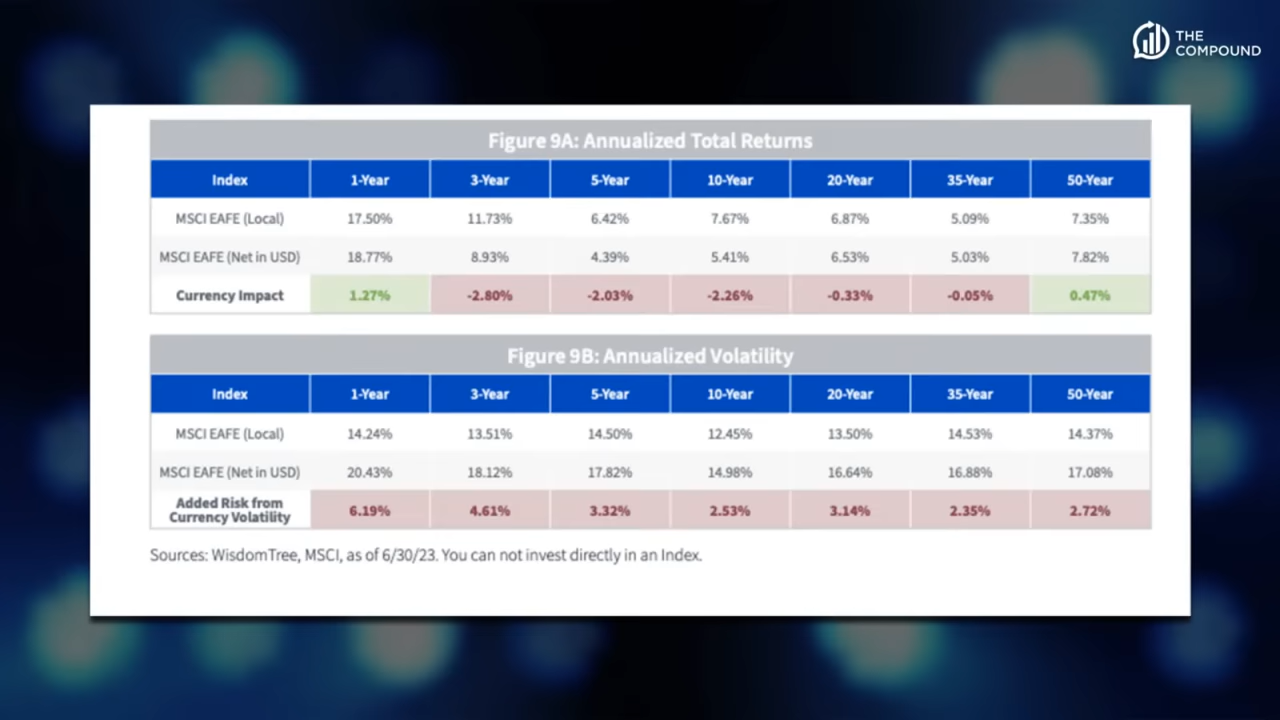 THE
COMPOUND
Figure 9A: Annualized Total Returns
Index 1-Year 3-Year 5-Year 10-Year 20-Year 35-Year 50-Year
MSCI EAFE (Local) 17.50% 11.73% 6.42% 7.67% 6.87% 5.09% 7.35%
MSCI EAFE (Net in USD) 18.77% 8.93% 4.39% 5.41% 6.53% 5.03% 7.82%
Currency Impact 1.27% -2.80% -2.03% -2.26% -0.33% -0.05% 0.47%
Figure 9B: Annualized Volatility
Index 1-Year 3-Year 5-Year 10-Year 20-Year 35-Year 50-Year
MSCI EAFE (Local) 14.24% 13.51% 14.50% 12.45% 13.50% 14.53% 14.37%
MSCI EAFE (Net in USD) 20.43% 18.12% 17.82% 14.98% 16.64% 16.88% 17.08%
Added Risk from
Currency Volatility 6.19% 4.61% 3.32% 2.53% 3.14% 2.35% 2.72%
Sources: WisdomTree, MSCI, as of 6/30/23. You can not invest directly in an Index.